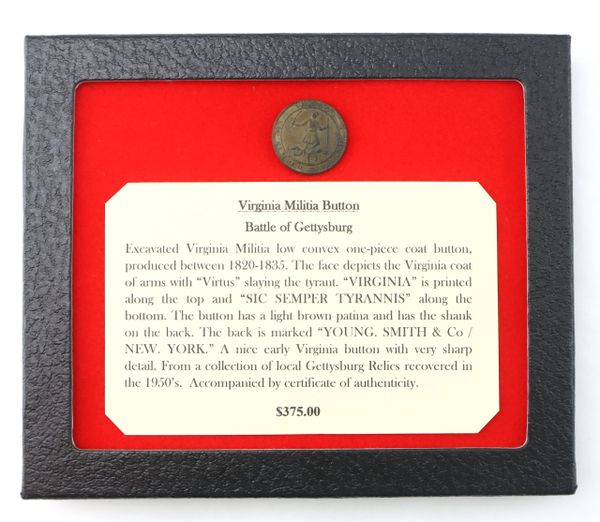 Virginia Militia Button
Battle of Gettysburg
Excavated Virginia Militia low convex one-piece coat button,
produced between 1820-1835. The face depicts the Virginia coat
of arms with “Virtus” slaying the tyrant. “VIRGINIA” is printed
along the top and “SIC SEMPER TYRANNIS” along the
bottom. The button has a light brown patina and has the shank
on the back. The back is marked “YOUNG. SMITH & Co /
NEW. YORK.” A nice early Virginia button with very sharp
detail. From a collection of local Gettysburg Relics recovered in
the 1950’s. Accompanied by certificate of authenticity.
$375.00